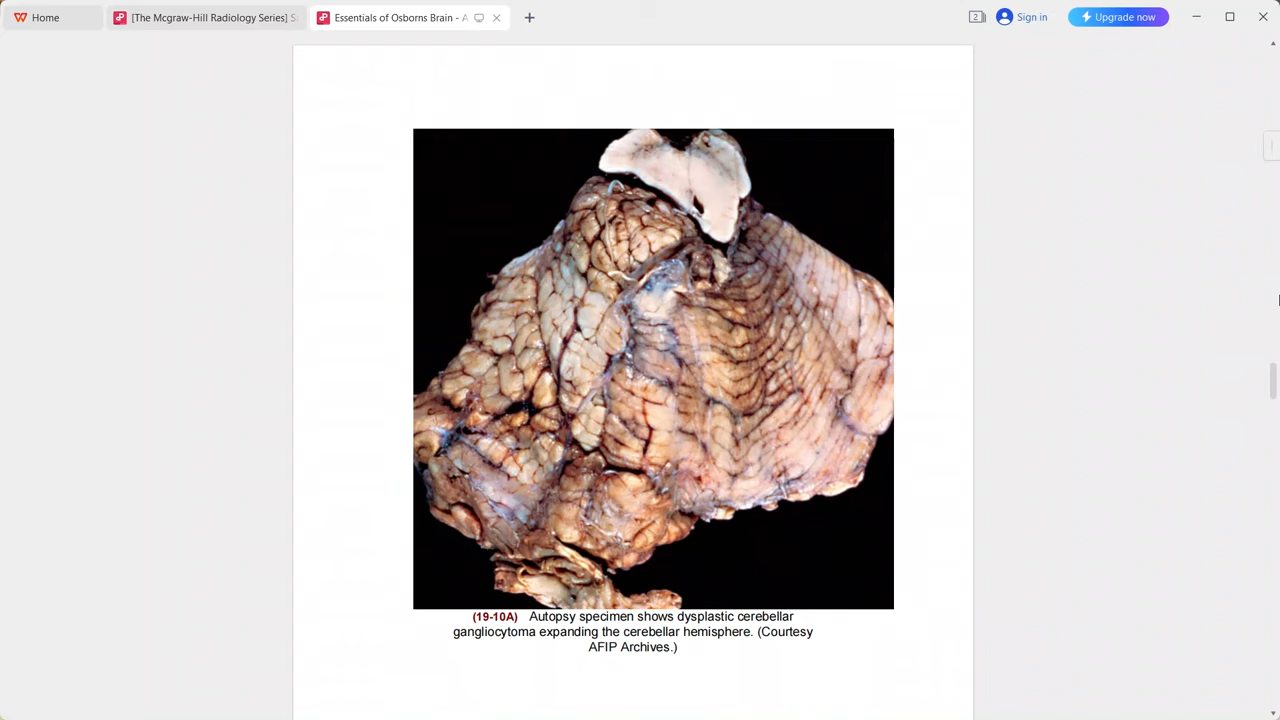 Home
[The Mcgraw-Hill Radiology Series] S
Essentials of Osborns Brain - A
2
Sign in
Upgrade now
(19-10A) Autopsy specimen shows dysplastic cerebellar
gangliocytoma expanding the cerebellar hemisphere. (Courtesy
AFIP Archives.)